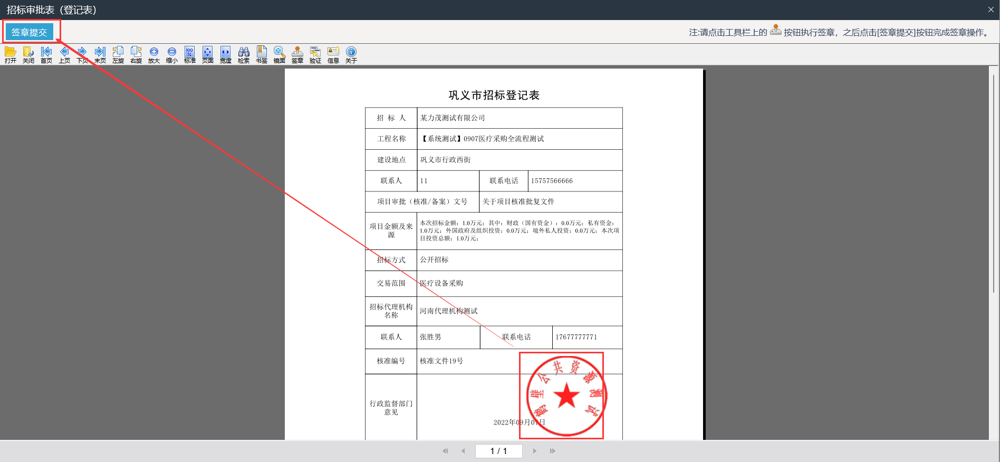 招标审批表（登记表）
签章提交
注:请点击工具栏上的 按钮执行签章，之后点击[签章提交]按钮完成签章操作。
打开 关闭 首页 上页 下页 末页 左旋 右旋 放大 缩小 标准 页面 宽度 检索 书签 镜面 签章 验证 信息 关于
巩义市招标登记表
招 标 人 某力茂测试有限公司
工程名称 【系统测试】0907医疗采购全流程测试
建设地点 巩义市行政西街
联系人 11 联系电话 15757566666
项目审批（核准/备案）文号 关于项目核准批复文件
项目金额及来
源
本次招标金额：1.0万元；其中：财政（国有资金）：0.0万元；私有资金：
1.0万元；外国政府及组织投资：0.0万元；境外私人投资：0.0万元；本次项
目投资总额：1.0万元；
招标方式 公开招标
交易范围 医疗设备采购
招标代理机构
名称
河南代理机构测试
联系人 张胜男 联系电话 17677777771
核准编号 核准文件19号
行政监督部门
意见
鹤壁公共资源测试
2022年09月07日
1 / 1